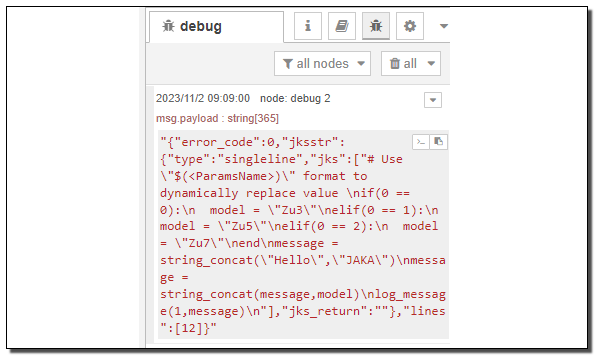 debug
i
all nodes
all
2023/11/2 09:09:00 node: debug 2
msg.payload : string[365]
"{"error_code":0,"jksstr":
{"type":"singleline","jks":["# Use
\"$(<ParamsName>)\" format to
dynamically replace value \nif(0 ==
0):\n  model = \"Zu3\"\nelif(0 == 1):\n
model = \"Zu5\"\nelif(0 == 2):\n  model
= \"Zu7\"\nend\nmessage =
string_concat(\"Hello\",\"JAKA\")\nmess
age =
string_concat(message,model)\nlog_messag
e(1,message)\n"],"jks_return":""},"lines
":[12]}"